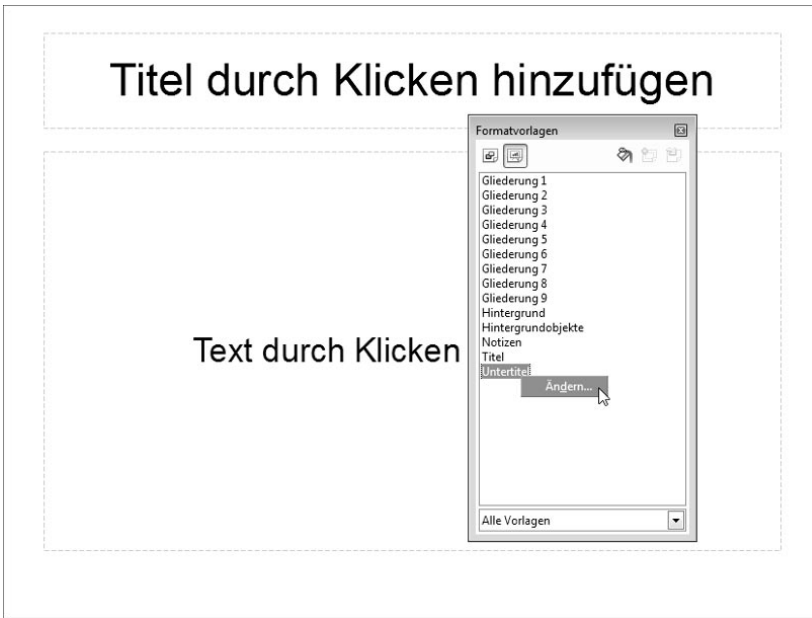 Titel durch Klicken hinzufügen
Formatvorlagen
Gliederung 1
Gliederung 2
Gliederung 3
Gliederung 4
Gliederung 5
Gliederung 6
Gliederung 7
Gliederung 8
Gliederung 9
Hintergrund
Hintergrundobjekte
Notizen
Titel
Untertitel
Ändern...
Alle Vorlagen
Text durch Klicken